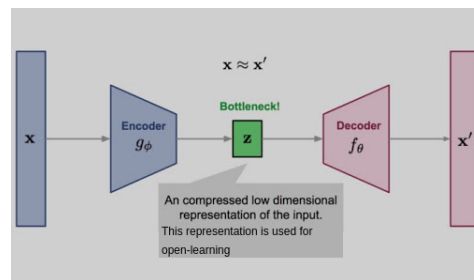 x ≈ x′
Bottleneck!
x
Encoder
gϕ
z
Decoder
fθ
x′
An compressed low dimensional
representation of the input.
This representation is used for
open-learning